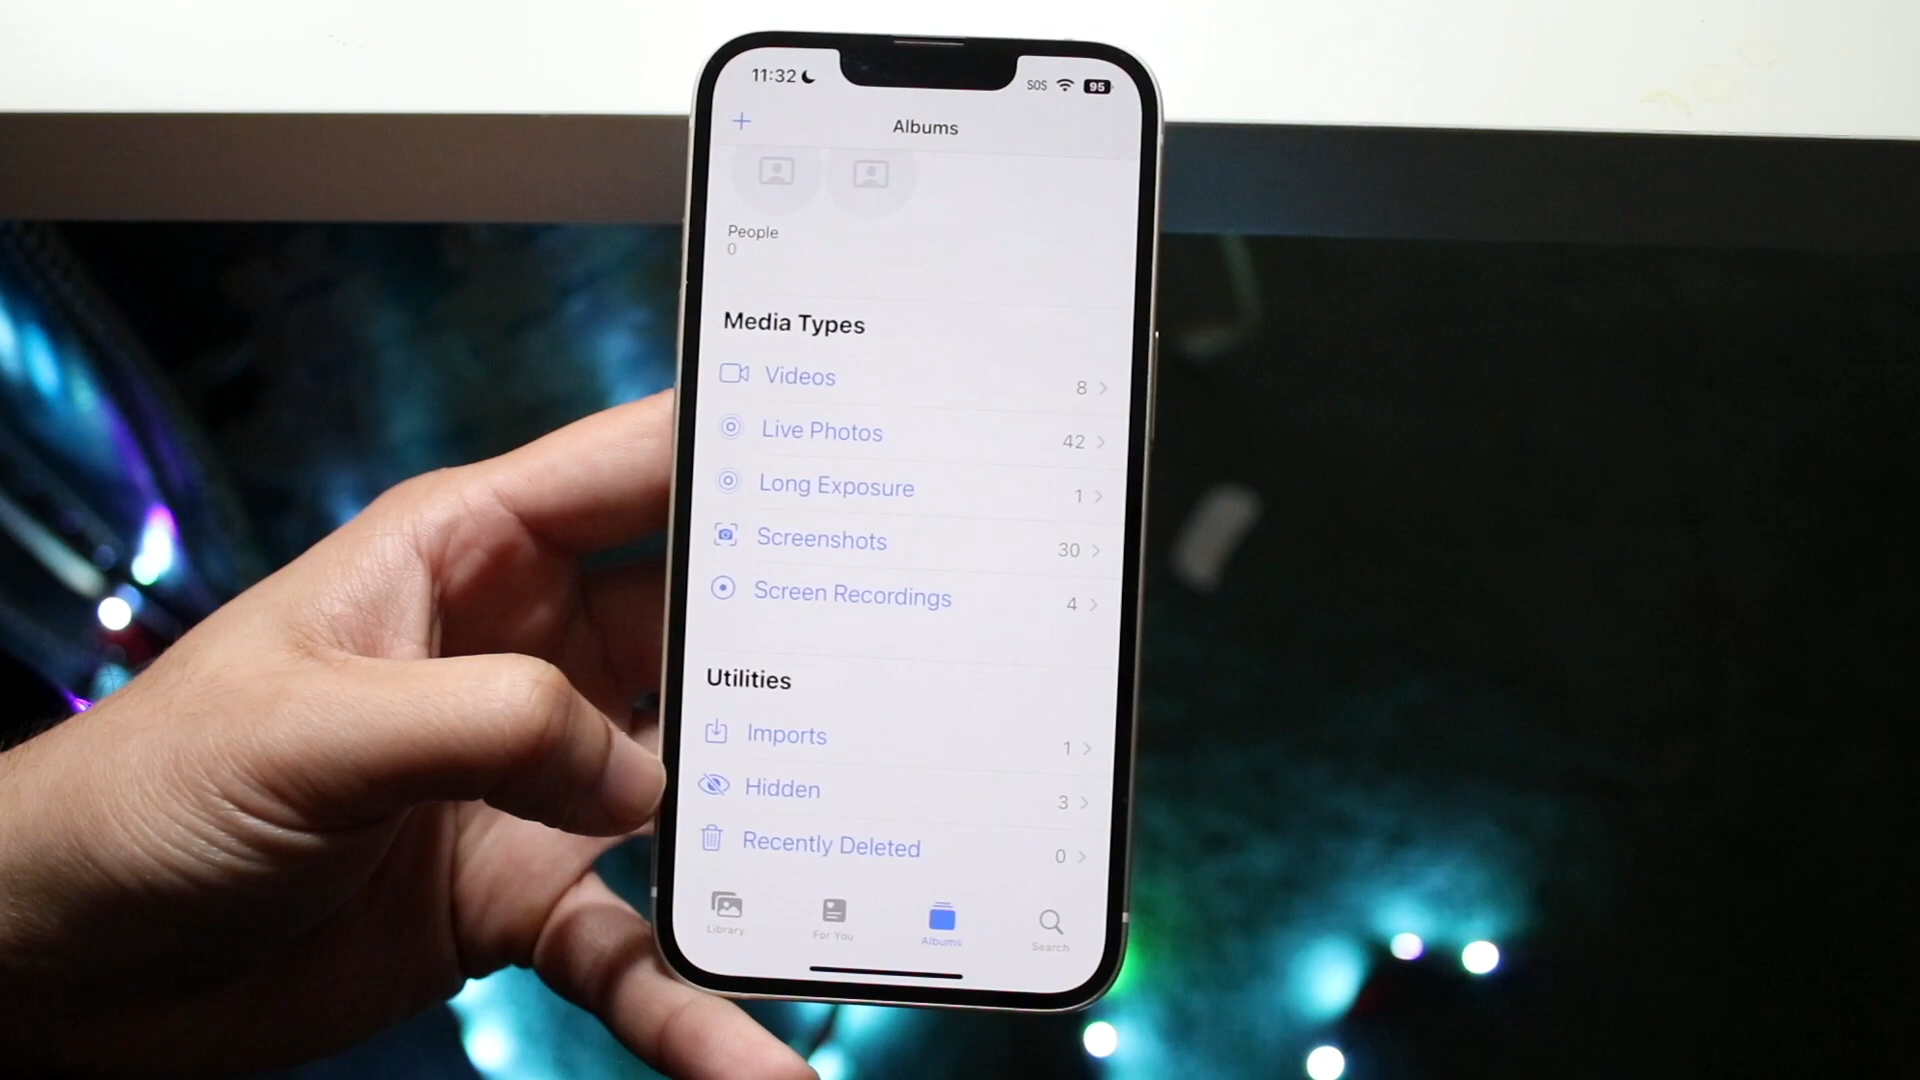 11:32
SOS 95
Albums
People
0
Media Types
Videos 8
Live Photos 42
Long Exposure 1
Screenshots 30
Screen Recordings 4
Utilities
Imports 1
Hidden 3
Recently Deleted 0
Library For You Albums Search